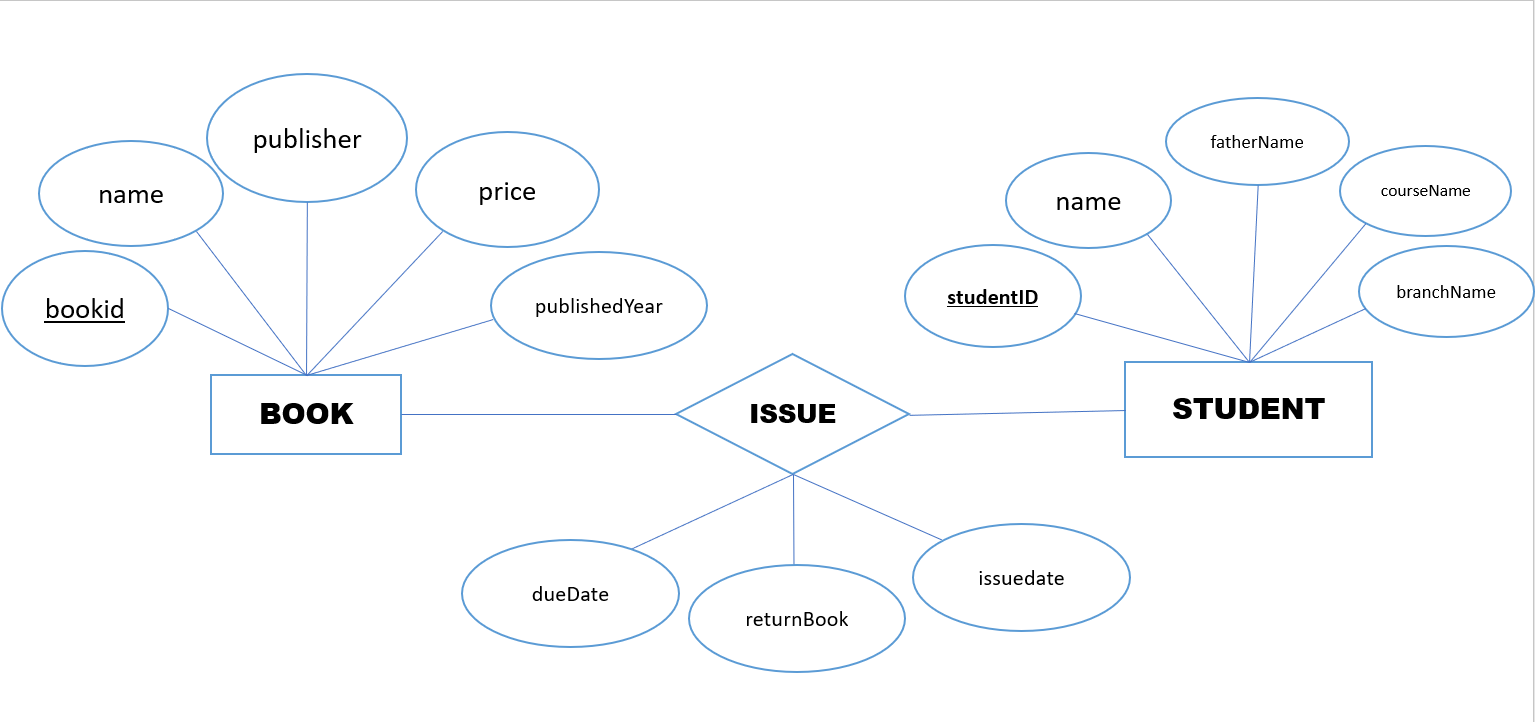 publisher
name
price
bookid
publishedYear
BOOK
fatherName
name
courseName
studentID
branchName
STUDENT
ISSUE
dueDate
returnBook
issuedate